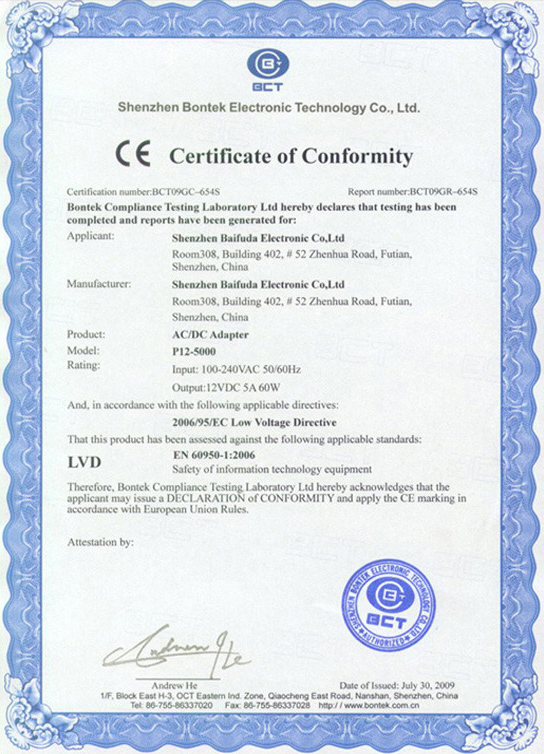 BCT
Shenzhen Bontek Electronic Technology Co., Ltd.
CE Certificate of Conformity
Certification number:BCT09GC-654S Report number:BCT09GR-654S
Bontek Compliance Testing Laboratory Ltd hereby declares that testing has been
completed and reports have been generated for:
Applicant: Shenzhen Baifuda Electronic Co,Ltd
Room308, Building 402, # 52 Zhenhua Road, Futian,
Shenzhen, China
Manufacturer: Shenzhen Baifuda Electronic Co,Ltd
Room308, Building 402, # 52 Zhenhua Road, Futian,
Shenzhen, China
Product: AC/DC Adapter
Model: P12-5000
Rating: Input: 100-240VAC 50/60Hz
Output:12VDC 5A 60W
And, in accordance with the following applicable directives:
2006/95/EC Low Voltage Directive
That this product has been assessed against the following applicable standards:
LVD EN 60950-1:2006
Safety of information technology equipment
Therefore, Bontek Compliance Testing Laboratory Ltd hereby acknowledges that the
applicant may issue a DECLARATION of CONFORMITY and apply the CE marking in
accordance with European Union Rules.
Attestation by:
SHENZHEN BONTEK ELECTRONIC TECHNOLOGY CO.,LTD
BCT
★AUTHORIZED★
Andrew He
Andrew He Date of Issued: July 30, 2009
1/F, Block East H-3, OCT Eastern Ind. Zone, Qiaocheng East Road, Nanshan, Shenzhen, China
Tel: 86-755-86337020 Fax: 86-755-86337028 http://www.bontek.com.cn